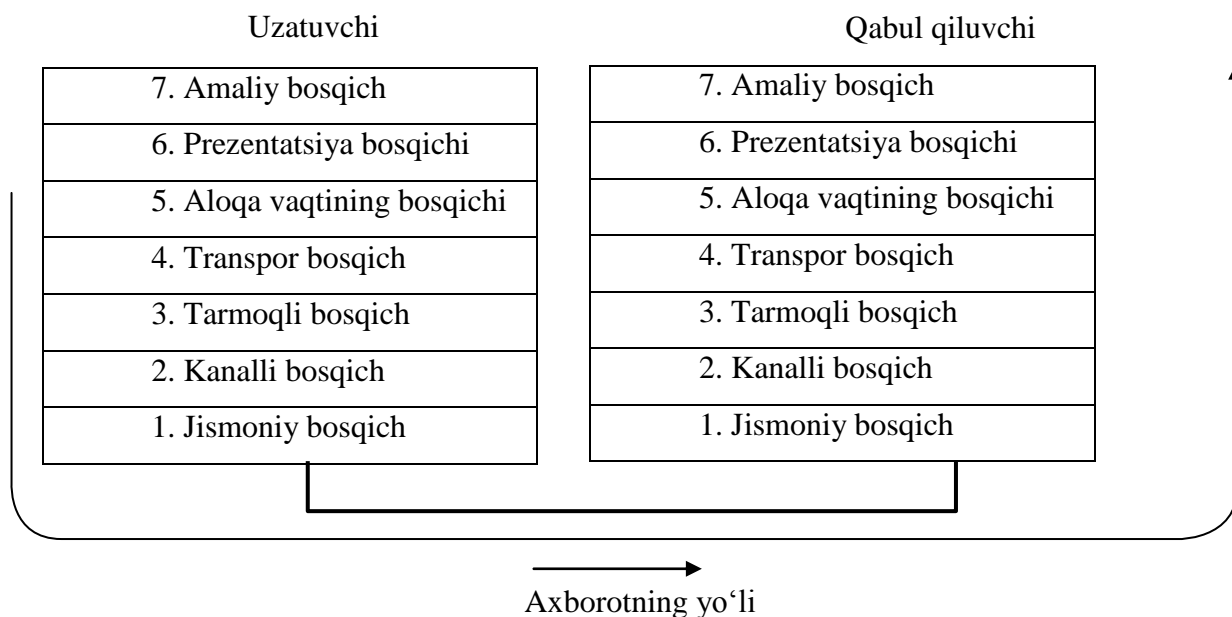 Uzatuvchi
7. Amaliy bosqich
6. Prezentatsiya bosqichi
5. Aloqa vaqtining bosqichi
4. Transpor bosqich
3. Tarmoqli bosqich
2. Kanalli bosqich
1. Jismoniy bosqich
Qabul qiluvchi
7. Amaliy bosqich
6. Prezentatsiya bosqichi
5. Aloqa vaqtining bosqichi
4. Transpor bosqich
3. Tarmoqli bosqich
2. Kanalli bosqich
1. Jismoniy bosqich
Axborotning yo‘li